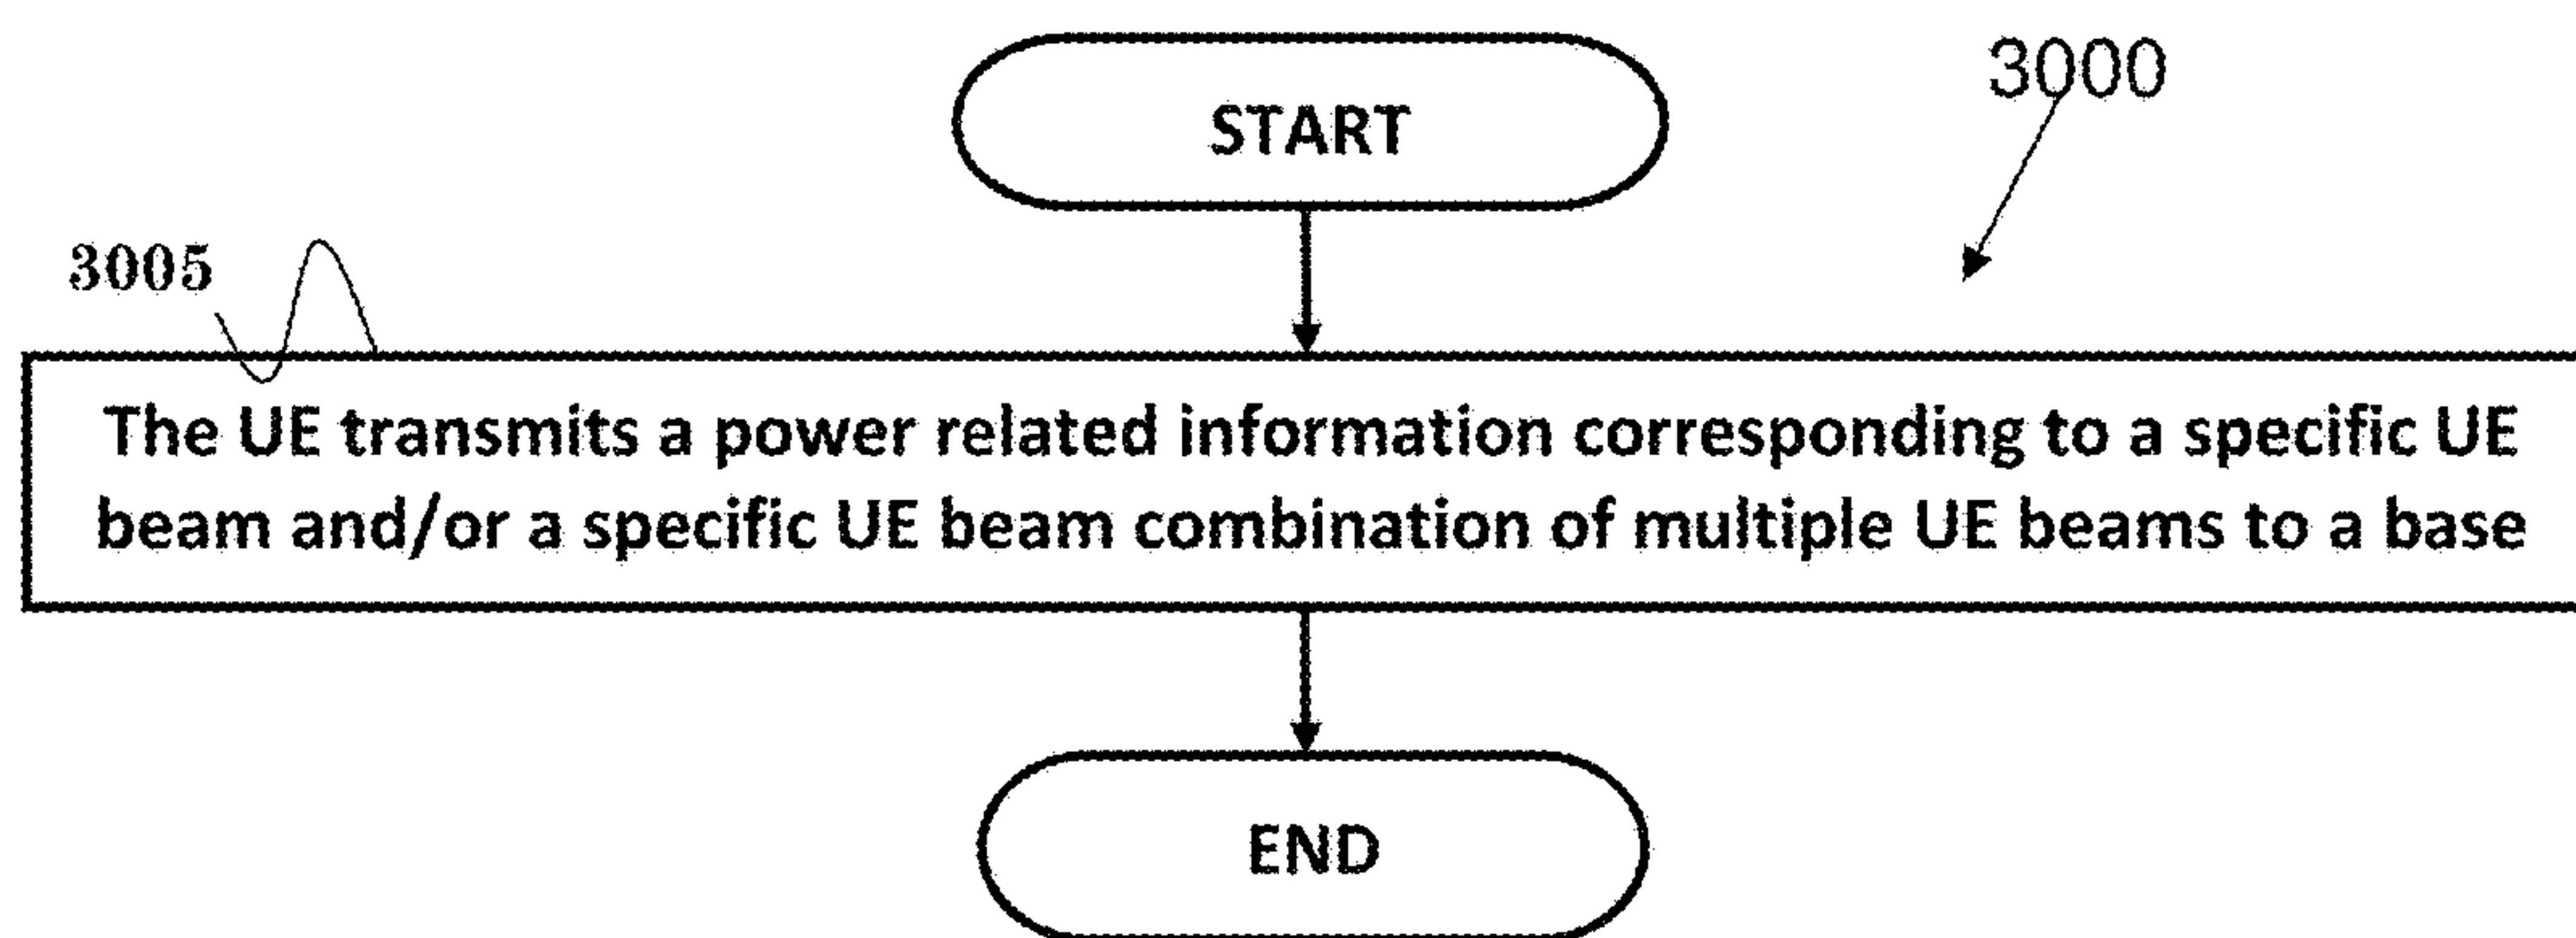 START
3000
3005
The UE transmits a power related information corresponding to a specific UE
beam and/or a specific UE beam combination of multiple UE beams to a base
END